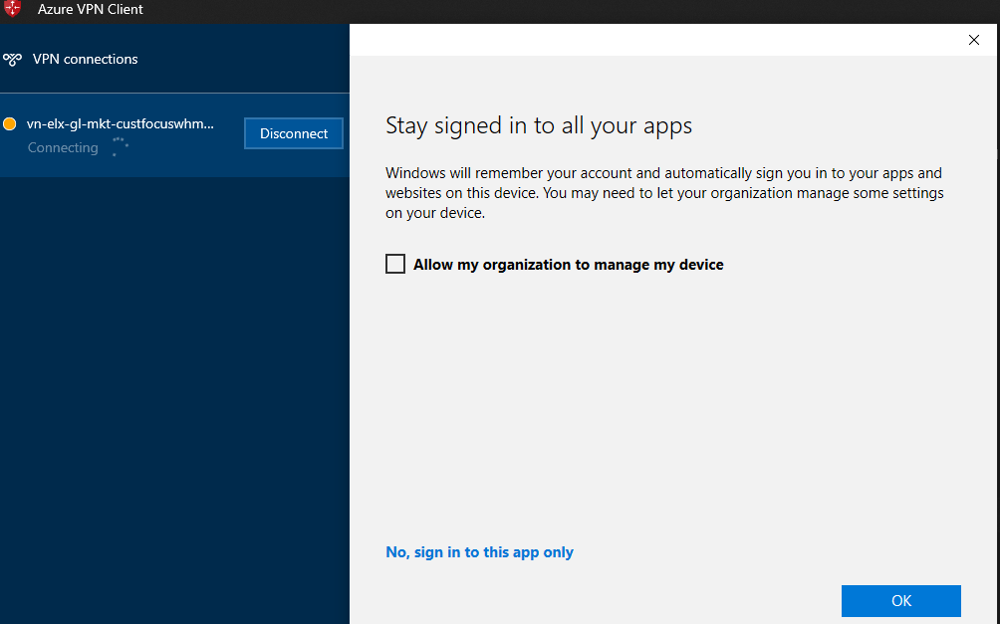 Azure VPN Client
VPN connections
vn-elx-gl-mkt-custfocuswhm...
Connecting
Disconnect
Stay signed in to all your apps
Windows will remember your account and automatically sign you in to your apps and
websites on this device. You may need to let your organization manage some settings
on your device.
Allow my organization to manage my device
No, sign in to this app only
OK